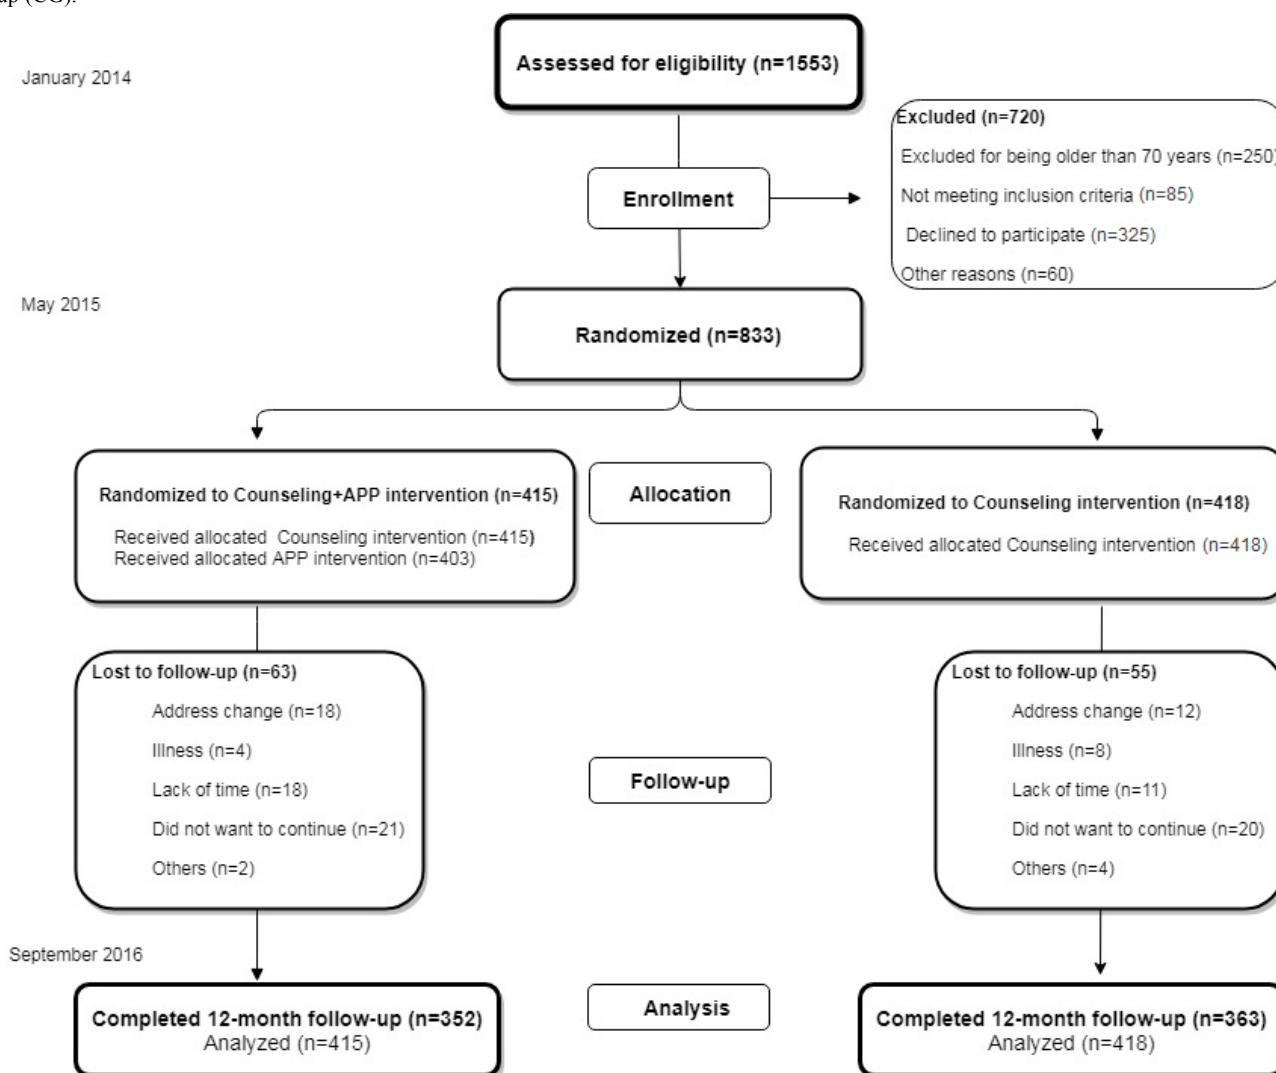 up (CG).
January 2014
Assessed for eligibility (n=1553)
Excluded (n=720)
Excluded for being older than 70 years (n=250)
Not meeting inclusion criteria (n=85)
Declined to participate (n=325)
Other reasons (n=60)
Enrollment
May 2015
Randomized (n=833)
Randomized to Counseling+APP intervention (n=415)
Received allocated Counseling intervention (n=415)
Received allocated APP intervention (n=403)
Allocation
Randomized to Counseling intervention (n=418)
Received allocated Counseling intervention (n=418)
Lost to follow-up (n=63)
Address change (n=18)
Illness (n=4)
Lack of time (n=18)
Did not want to continue (n=21)
Others (n=2)
Follow-up
Lost to follow-up (n=55)
Address change (n=12)
Illness (n=8)
Lack of time (n=11)
Did not want to continue (n=20)
Others (n=4)
September 2016
Completed 12-month follow-up (n=352)
Analyzed (n=415)
Analysis
Completed 12-month follow-up (n=363)
Analyzed (n=418)